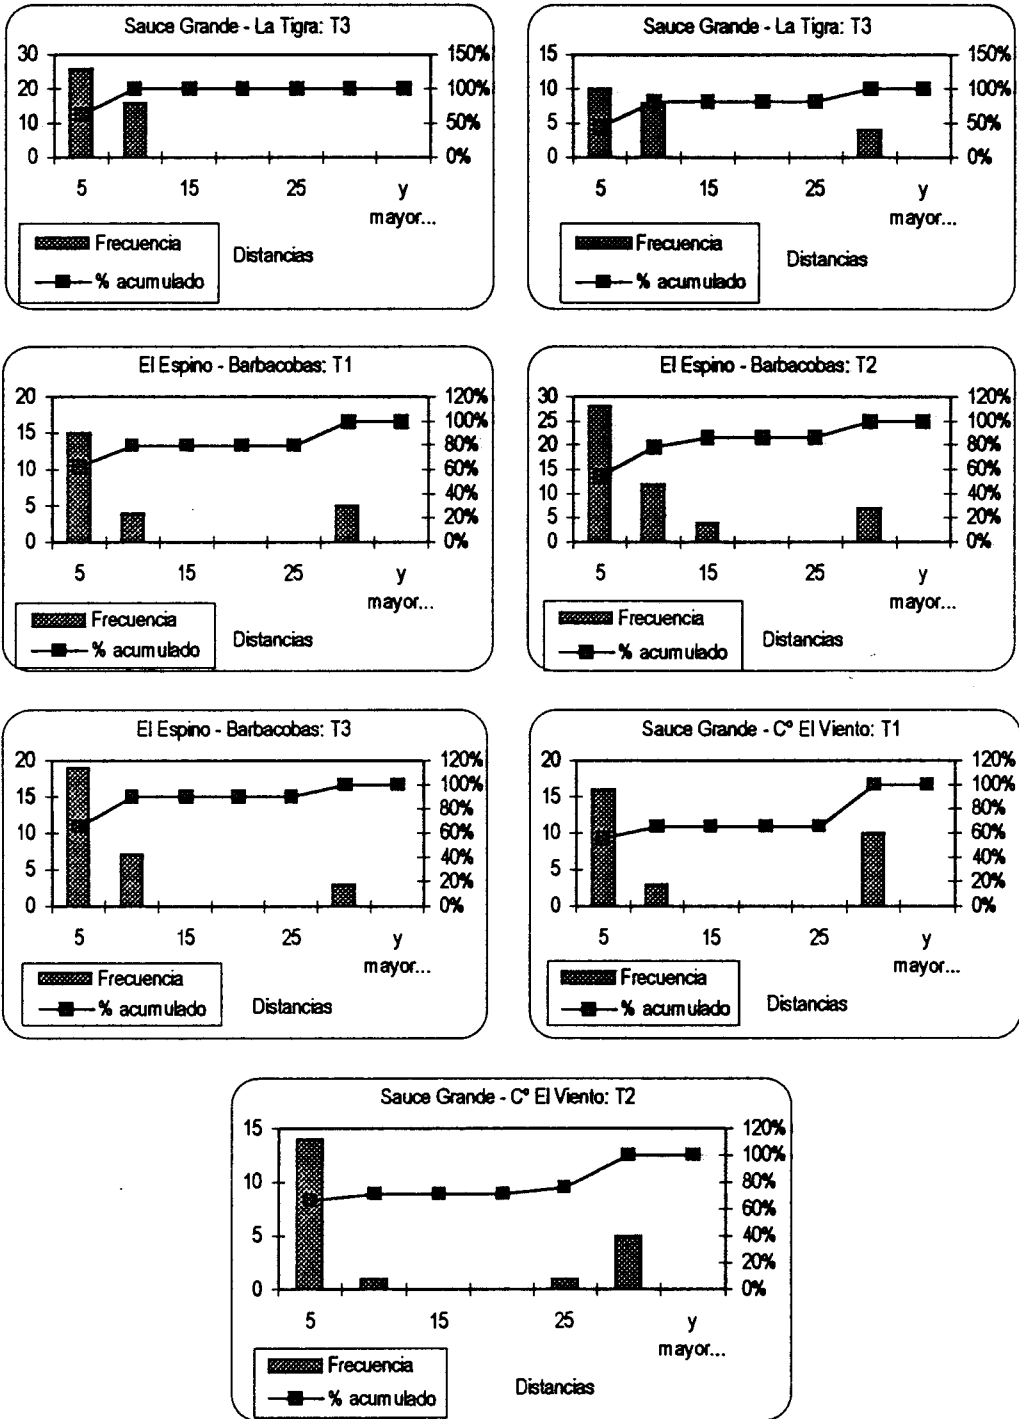 Sauce Grande - La Tigra: T3
30
20
10
0
150%
100%
50%
0%
5
15
25
y
mayor...
Frecuencia
% acumulado
Distancias
Sauce Grande - La Tigra: T3
15
10
5
0
150%
100%
50%
0%
5
15
25
y
mayor...
Frecuencia
% acumulado
Distancias
El Espino - Barbacobas: T1
20
15
10
5
0
120%
100%
80%
60%
40%
20%
0%
5
15
25
y
mayor...
Frecuencia
% acumulado
Distancias
El Espino - Barbacobas: T2
30
25
20
15
10
5
0
120%
100%
80%
60%
40%
20%
0%
5
15
25
y
mayor...
Frecuencia
% acumulado
Distancias
El Espino - Barbacobas: T3
20
15
10
5
0
120%
100%
80%
60%
40%
20%
0%
5
15
25
y
mayor...
Frecuencia
% acumulado
Distancias
Sauce Grande - Cº El Viento: T1
20
15
10
5
0
120%
100%
80%
60%
40%
20%
0%
5
15
25
y
mayor...
Frecuencia
% acumulado
Distancias
Sauce Grande - Cº El Viento: T2
15
10
5
0
120%
100%
80%
60%
40%
20%
0%
5
15
25
y
mayor...
Frecuencia
% acumulado
Distancias